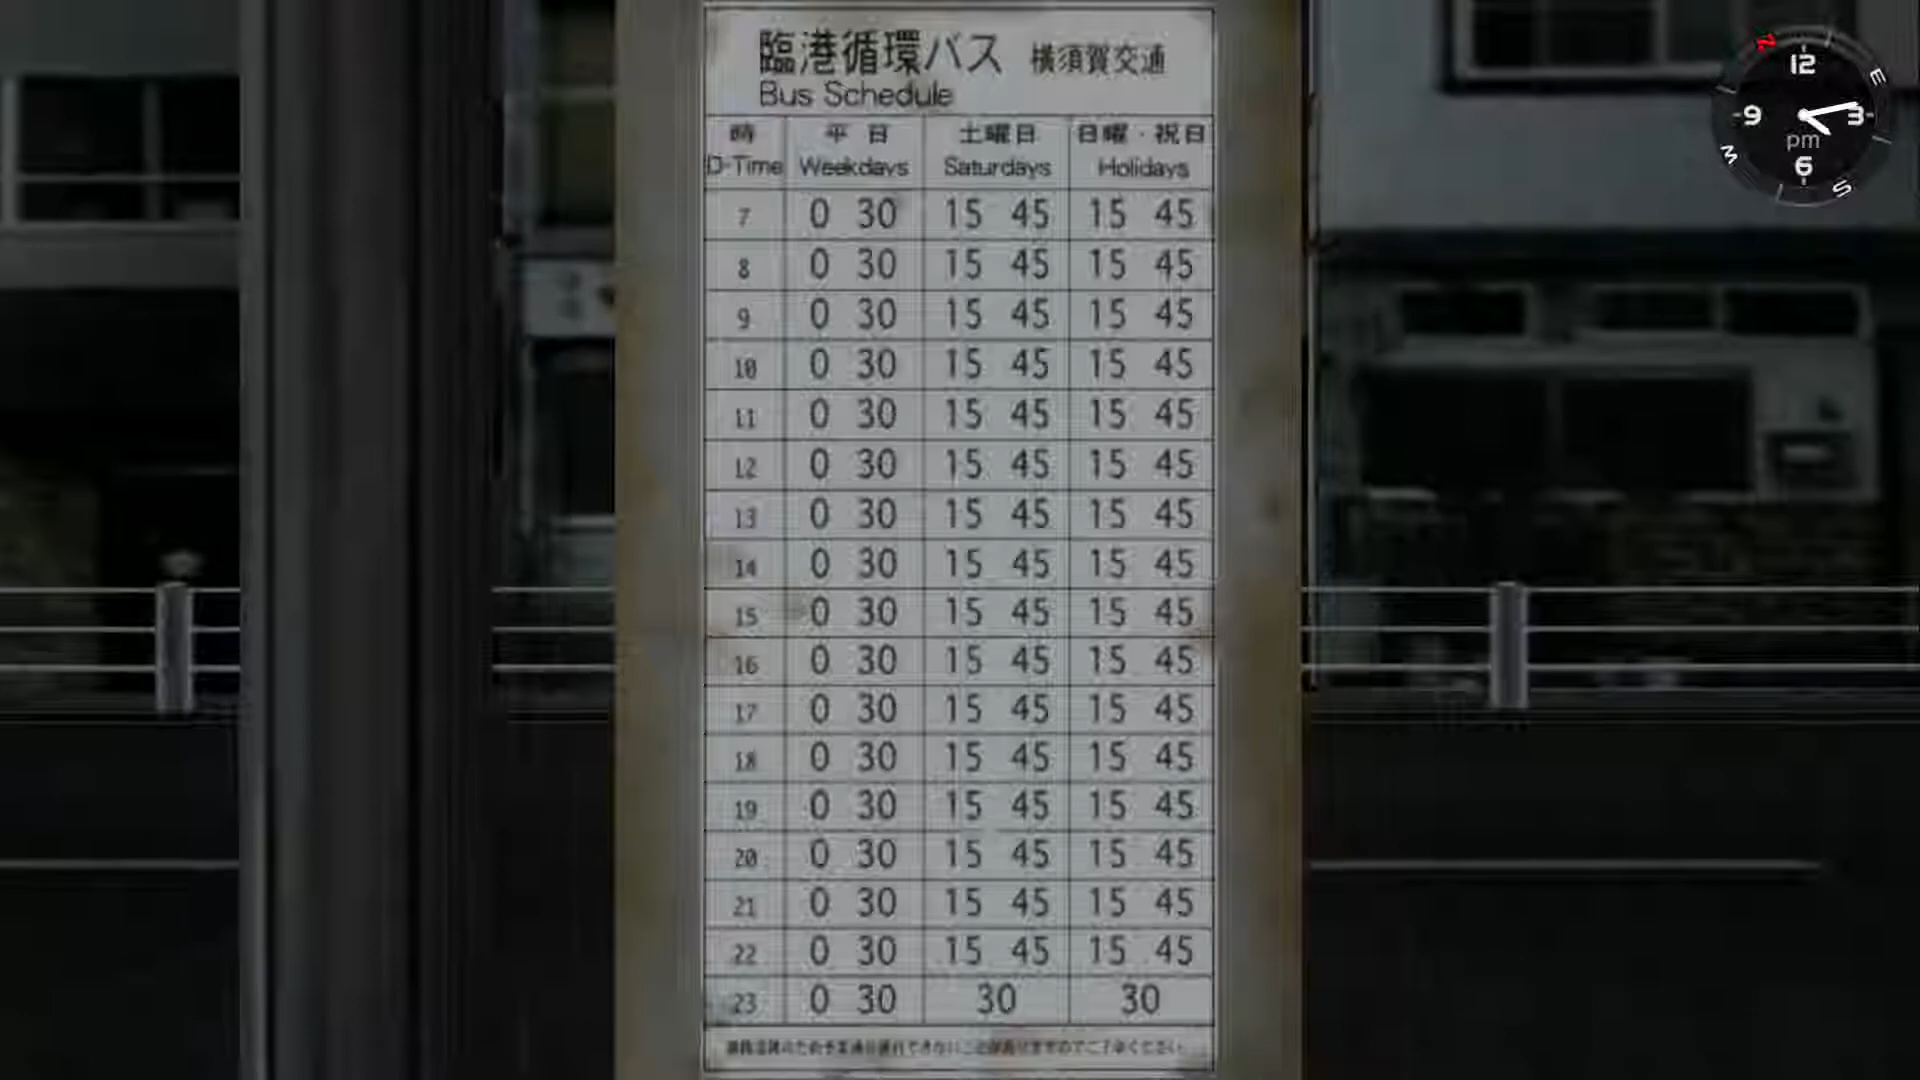 臨港循環バス 横須賀交通
Bus Schedule
時 平日 土曜日 日曜・祝日
D-Time Weekdays Saturdays Holidays
7 0 30 15 45 15 45
8 0 30 15 45 15 45
9 0 30 15 45 15 45
10 0 30 15 45 15 45
11 0 30 15 45 15 45
12 0 30 15 45 15 45
13 0 30 15 45 15 45
14 0 30 15 45 15 45
15 0 30 15 45 15 45
16 0 30 15 45 15 45
17 0 30 15 45 15 45
18 0 30 15 45 15 45
19 0 30 15 45 15 45
20 0 30 15 45 15 45
21 0 30 15 45 15 45
22 0 30 15 45 15 45
23 0 30 30 30
N
E
S
W
12
9 3
pm
6